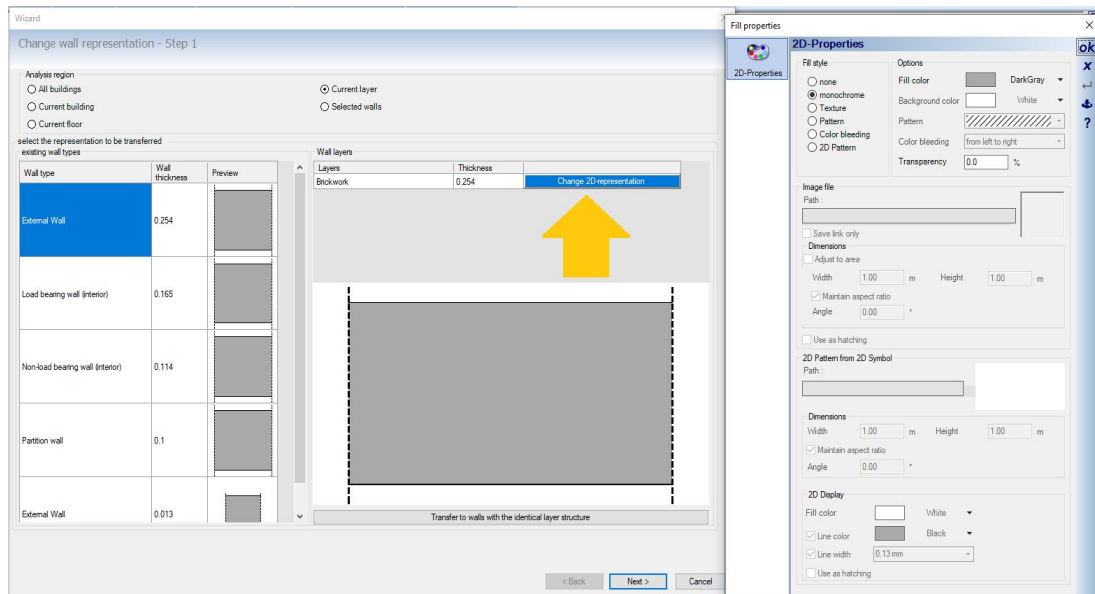 Wizard
Change wall representation - Step 1
Analysis region
All buildings
Current layer
Current building
Selected walls
Current floor
select the representation to be transferred
existing wall types
Wall type
Wall thickness
Preview
External Wall
0.254
Load bearing wall (interior)
0.165
Non-load bearing wall (interior)
0.114
Partition wall
0.1
External Wall
0.013
Wall layers
Layers
Thickness
Brickwork
0.254
Change 2D-representation
Transfer to walls with the identical layer structure
< Back
Next >
Cancel
Fill properties
2D-Properties
2D-Properties
ok
x
?
Fill style
none
monochrome
Texture
Pattern
Color bleeding
2D Pattern
Options
Fill color
DarkGray
Background color
White
Pattern
Color bleeding
from left to right
Transparency
0.0
%
Image file
Path :
Save link only
Dimensions
Adjust to area
Width
1.00
m
Height
1.00
m
Maintain aspect ratio
Angle
0.00
°
Use as hatching
2D Pattern from 2D Symbol
Path :
Dimensions
Width
1.00
m
Height
1.00
m
Maintain aspect ratio
Angle
0.00
°
2D Display
Fill color
White
Line color
Black
Line width
0.13 mm
Use as hatching